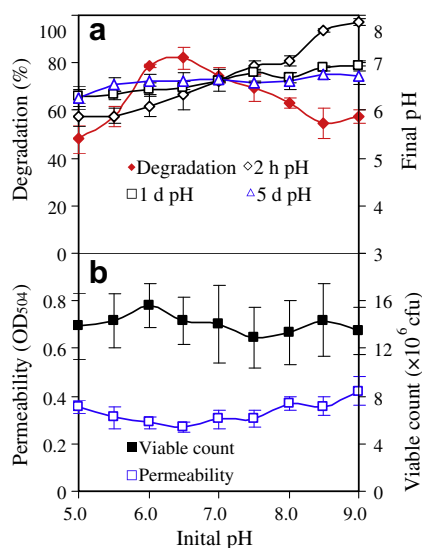 a
100
80
60
40
20
0
Degradation (%)
8
7
6
5
4
3
Final pH
Degradation
2 h pH
1 d pH
5 d pH
b
0.8
0.6
0.4
0.2
0
Permeability (OD504)
16
12
8
4
0
Viable count (×10^6 cfu)
Viable count
Permeability
5.0 6.0 7.0 8.0 9.0
Inital pH